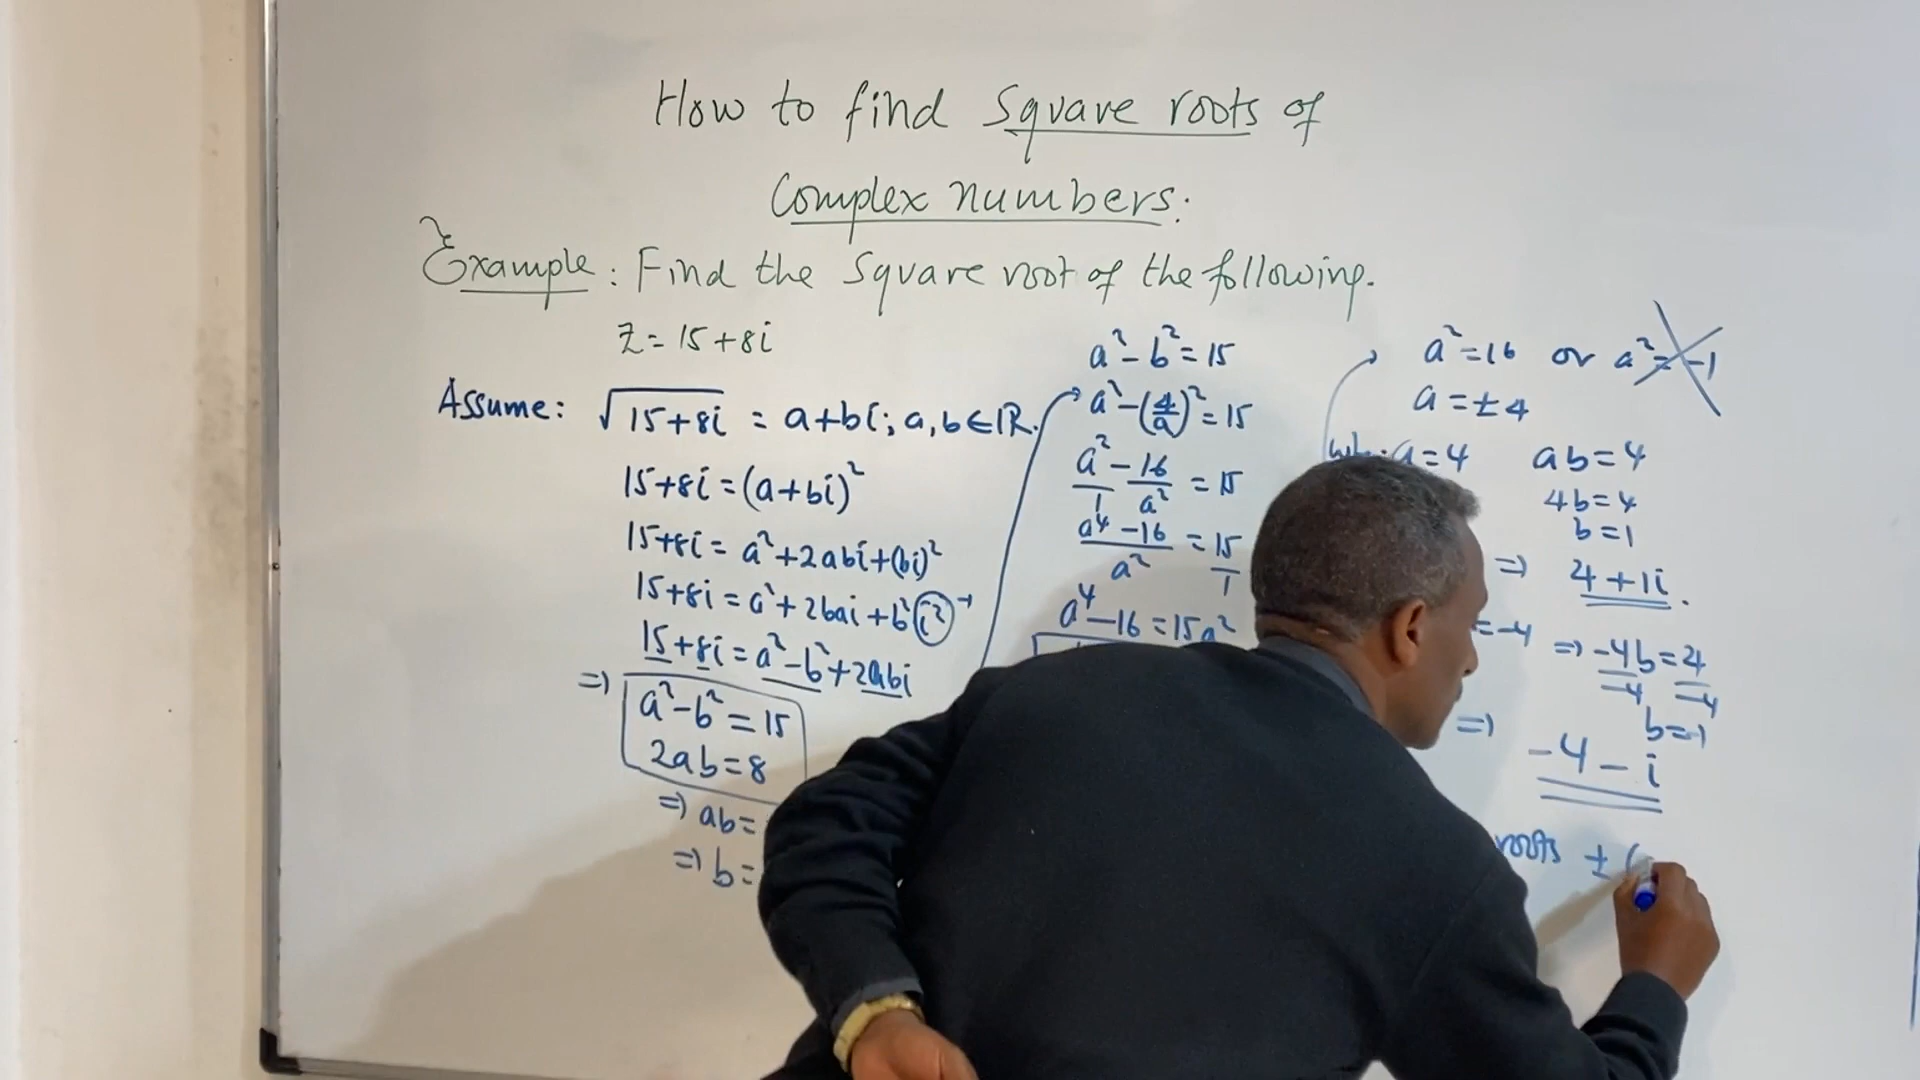 How to find Square roots of
Complex numbers:
Example: Find the Square root of the following.
Z = 15+8i
Assume: √15+8i = a+bi; a, b ∈ IR.
15+8i = (a+bi)²
15+8i = a²+2abi+(bi)²
15+8i = a²+2bai+b²i²
15+8i = a²-b²+2abi
=> a²-b² = 15
2ab = 8
=> ab =
=> b =
a²-b² = 15
a²-(4/a)² = 15
a²/1 - 16/a² = 15
a⁴-16/a² = 15/1
a⁴-16 = 15a²
a² = 16 or a² = -1
a = ±4
a = 4 ab = 4
4b = 4
b = 1
=> 4+1i.
= -4 => -4b/-4 = 4/-4
b = -1
=> -4 - i
roots ± (